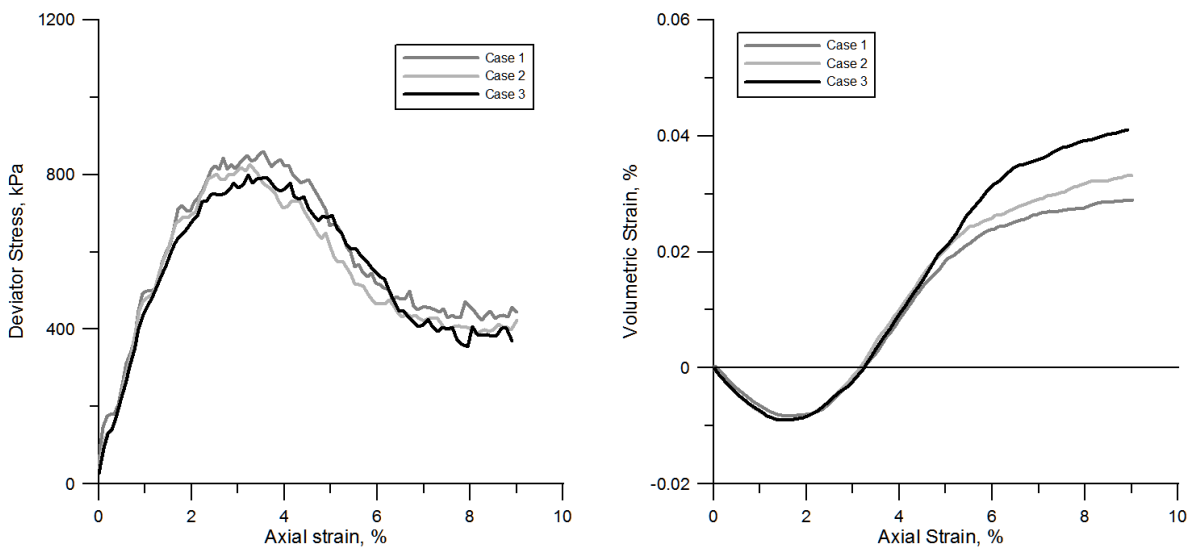 1200
800
400
0
Deviator Stress, kPa
Case 1
Case 2
Case 3
0 2 4 6 8 10
Axial strain, %
0.06
0.04
0.02
0
-0.02
Volumetric Strain, %
Case 1
Case 2
Case 3
0 2 4 6 8 10
Axial Strain, %